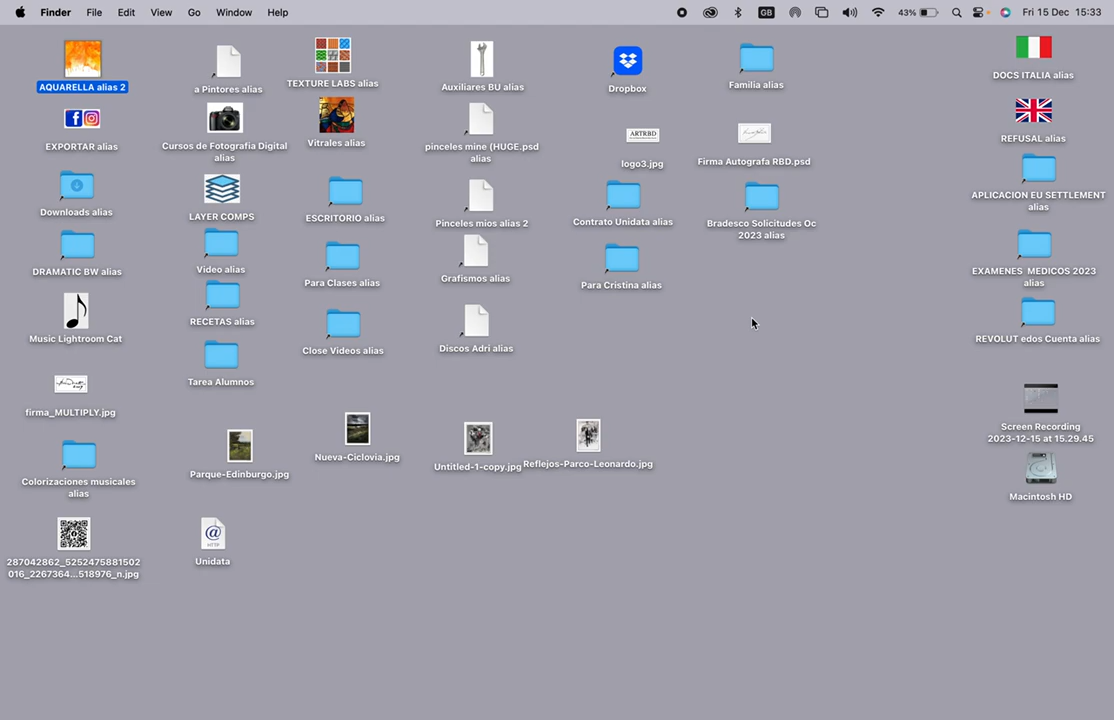 Finder File Edit View Go Window Help GB 43% Fri 15 Dec 15:33
AQUARELLA alias 2
a Pintores alias
TEXTURE LABS alias
Auxiliares BU alias
Dropbox
Familia alias
DOCS ITALIA alias
EXPORTAR alias
Cursos de Fotografia Digital
alias
Vitrales alias
pinceles mine (HUGE.psd
alias
ARTRBD
logo3.jpg
Firma Autografa RBD.psd
REFUSAL alias
Downloads alias
LAYER COMPS
ESCRITORIO alias
Pinceles mios alias 2
Contrato Unidata alias
Bradesco Solicitudes Oc
2023 alias
APLICACION EU SETTLEMENT
alias
DRAMATIC BW alias
Video alias
Para Clases alias
Grafismos alias
Para Cristina alias
EXAMENES MEDICOS 2023
alias
Music Lightroom Cat
RECETAS alias
Close Videos alias
Discos Adri alias
REVOLUT edos Cuenta alias
firma_MULTIPLY.jpg
Tarea Alumnos
Screen Recording
2023-12-15 at 15.29.45
Colorizaciones musicales
alias
Parque-Edinburgo.jpg
Nueva-Ciclovia.jpg
Untitled-1-copy.jpg
Reflejos-Parco-Leonardo.jpg
Macintosh HD
287042862_5252475881502
016_2267364...518976_n.jpg
@
HTTP
Unidata